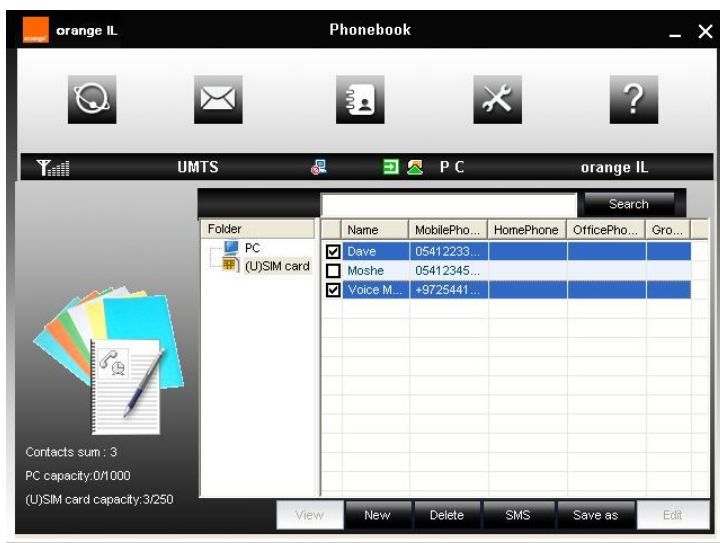 orange IL Phonebook
UMTS P C orange IL
Search
Folder
PC
(U)SIM card
Name MobilePho... HomePhone OfficePho... Gro...
Dave 05412233...
Moshe 05412345...
Voice M... +9725441...
Contacts sum : 3
PC capacity:0/1000
(U)SIM card capacity:3/250
View New Delete SMS Save as Edit